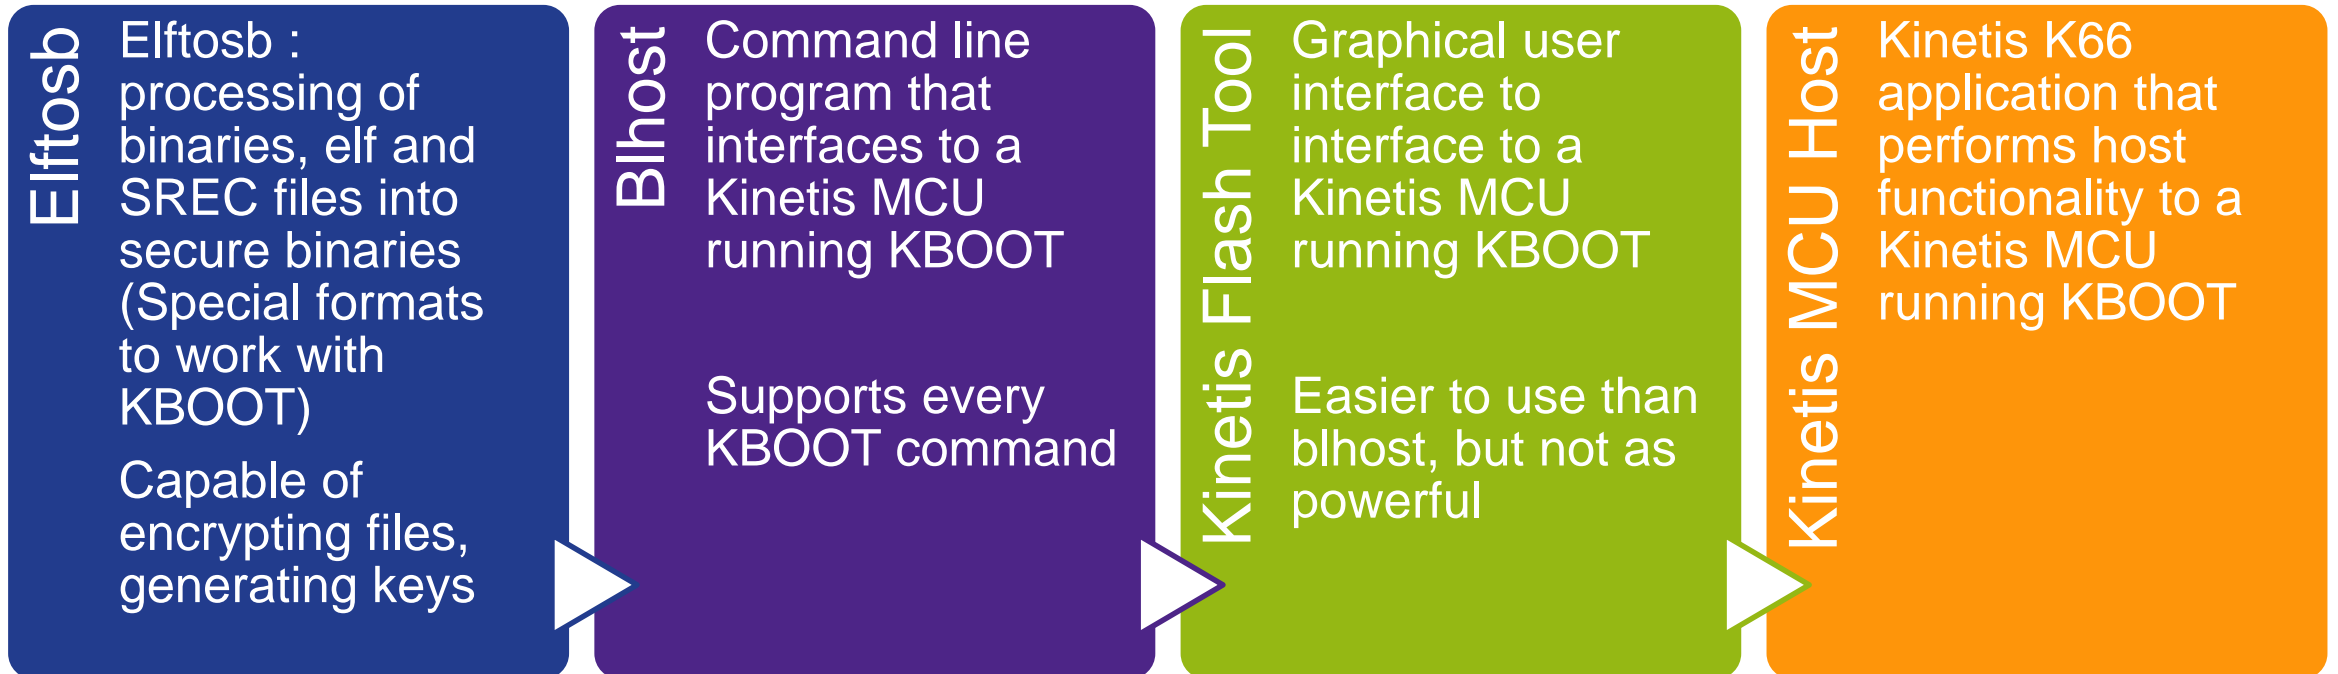 Elftosb
Elftosb :
processing of
binaries, elf and
SREC files into
secure binaries
(Special formats
to work with
KBOOT)
Capable of
encrypting files,
generating keys
Blhost
Command line
program that
interfaces to a
Kinetis MCU
running KBOOT
Supports every
KBOOT command
Kinetis Flash Tool
Graphical user
interface to
interface to a
Kinetis MCU
running KBOOT
Easier to use than
blhost, but not as
powerful
Kinetis MCU Host
Kinetis K66
application that
performs host
functionality to a
Kinetis MCU
running KBOOT